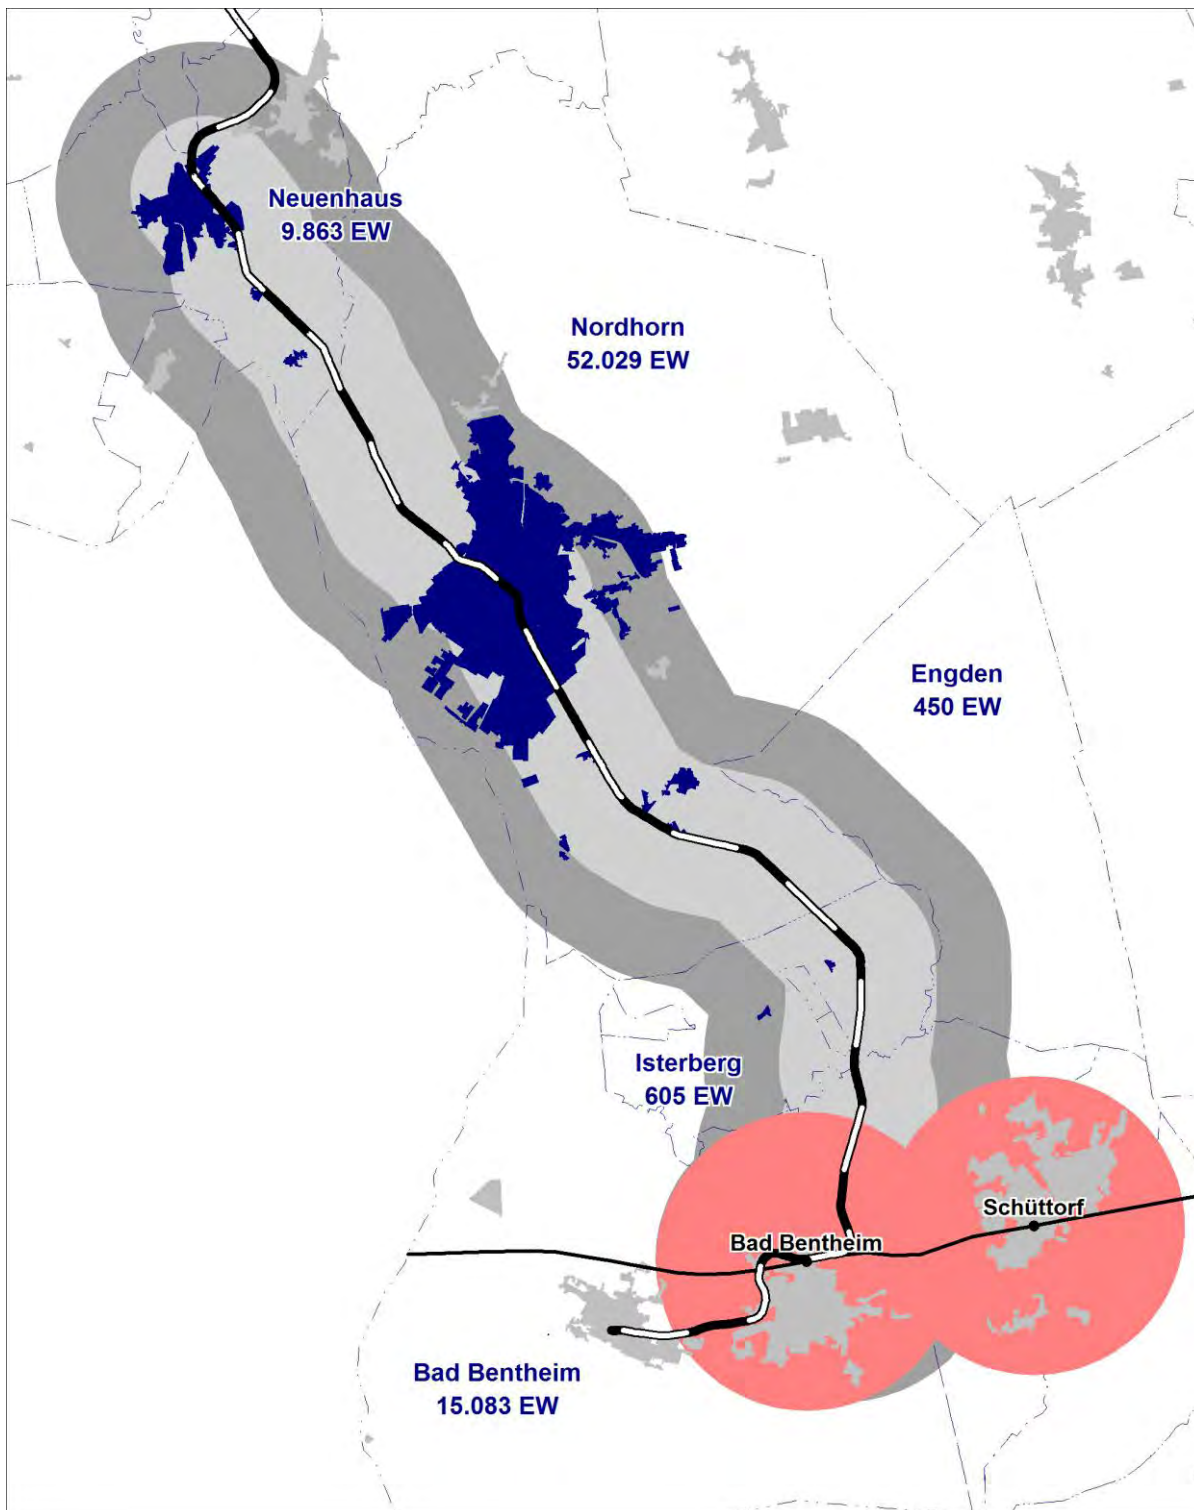 Neuenhaus
9.863 EW
Nordhorn
52.029 EW
Engden
450 EW
Isterberg
605 EW
Schüttorf
Bad Bentheim
Bad Bentheim
15.083 EW